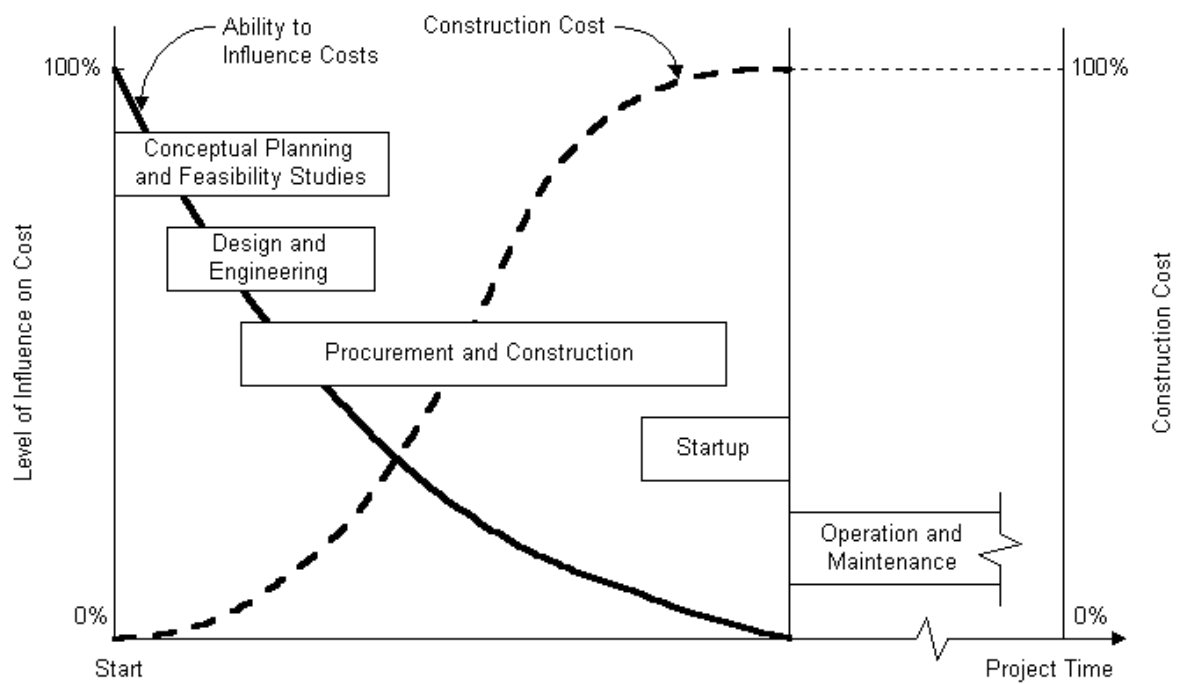 Ability to
Influence Costs
Construction Cost
100%
100%
Conceptual Planning
and Feasibility Studies
Design and
Engineering
Level of Influence on Cost
Procurement and Construction
Construction Cost
Startup
Operation and
Maintenance
0%
0%
Start
Project Time